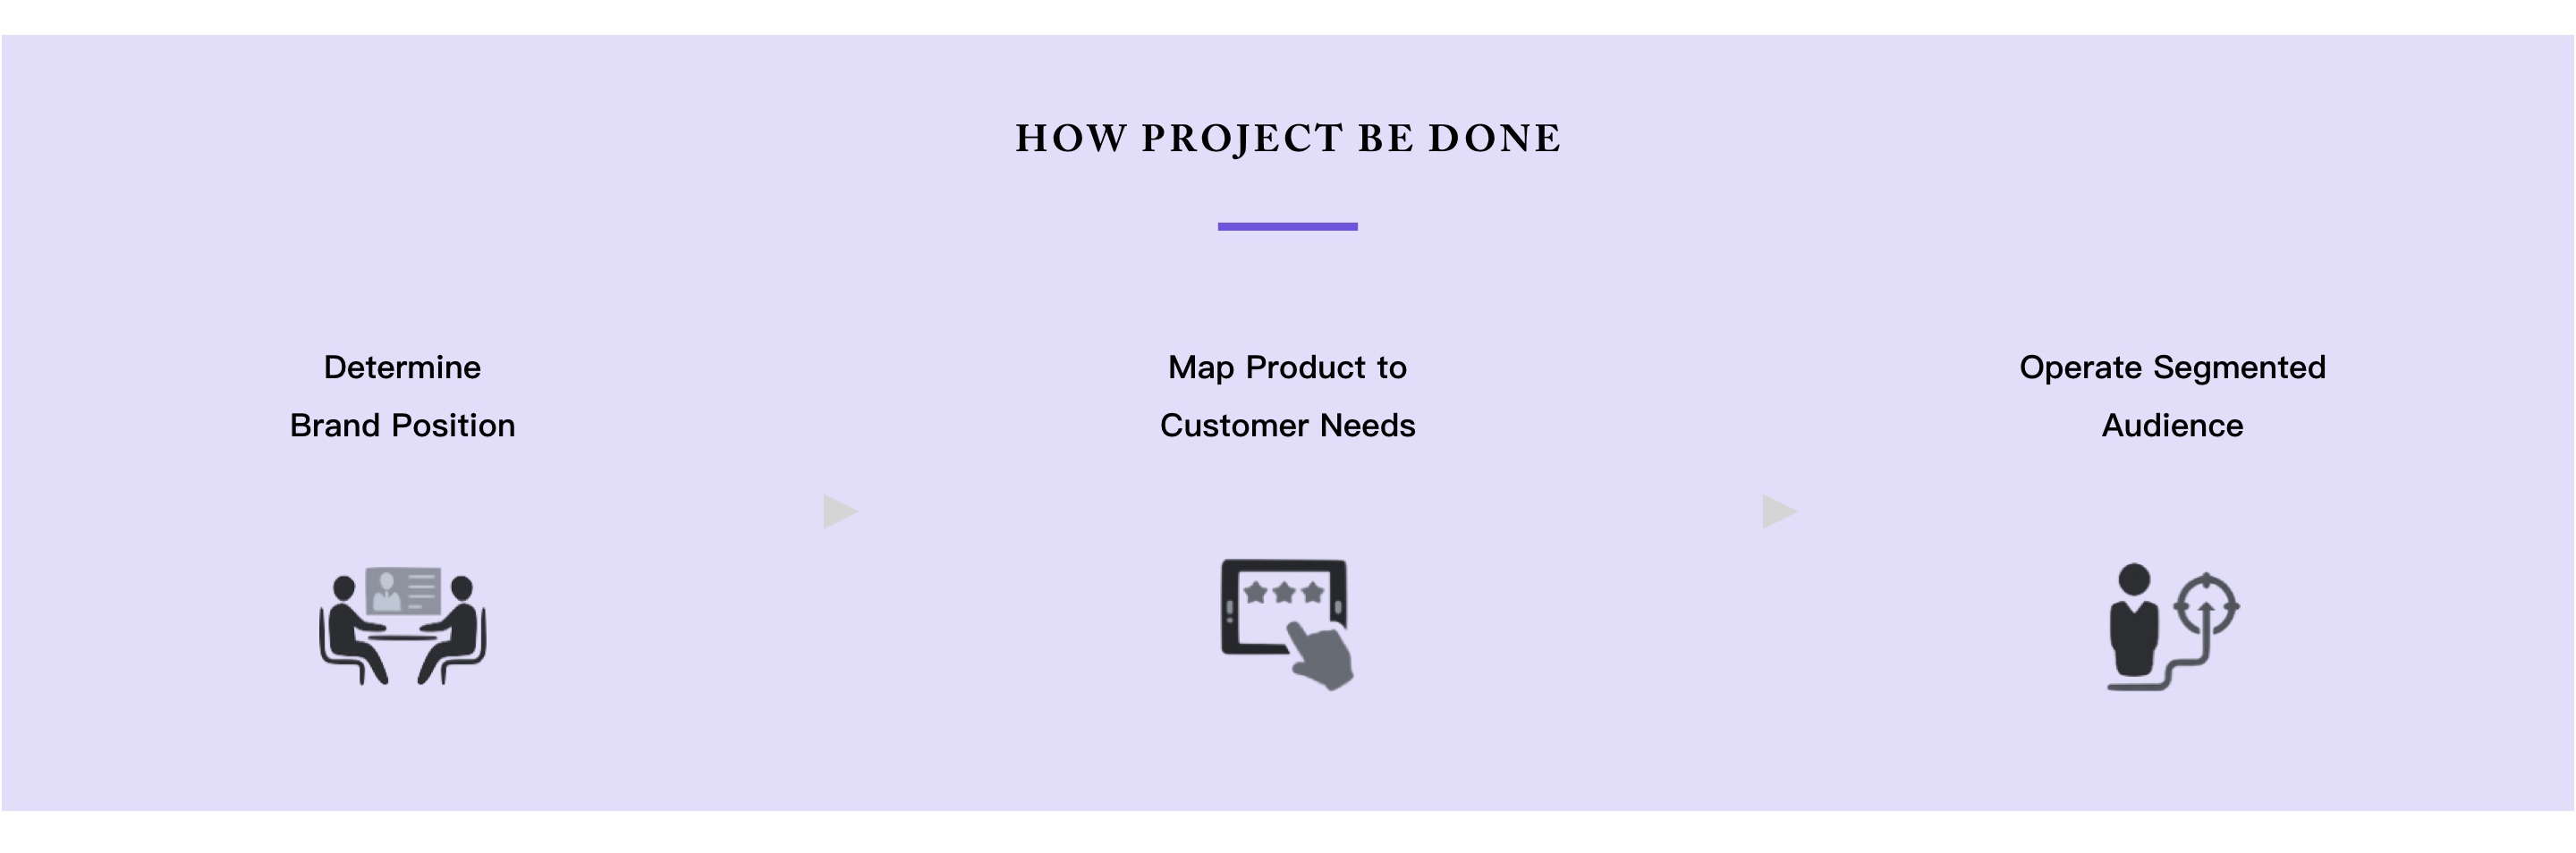 HOW PROJECT BE DONE
Determine
Brand Position
Map Product to
Customer Needs
Operate Segmented
Audience